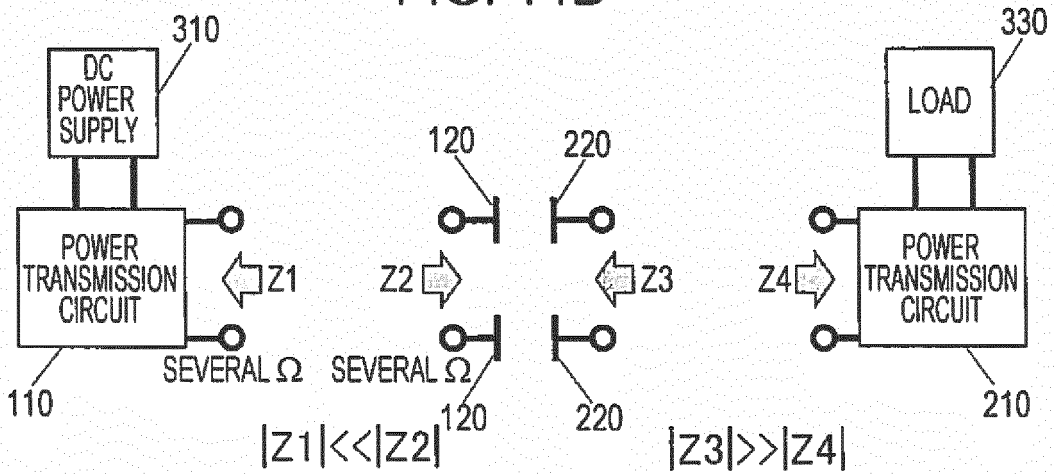 310
330
DC
POWER
SUPPLY
LOAD
120
220
POWER
TRANSMISSION
CIRCUIT
Z1
Z2
Z3
Z4
POWER
TRANSMISSION
CIRCUIT
SEVERAL Ω
SEVERAL Ω
110
120
220
210
|Z1|<<|Z2|
|Z3|>>|Z4|